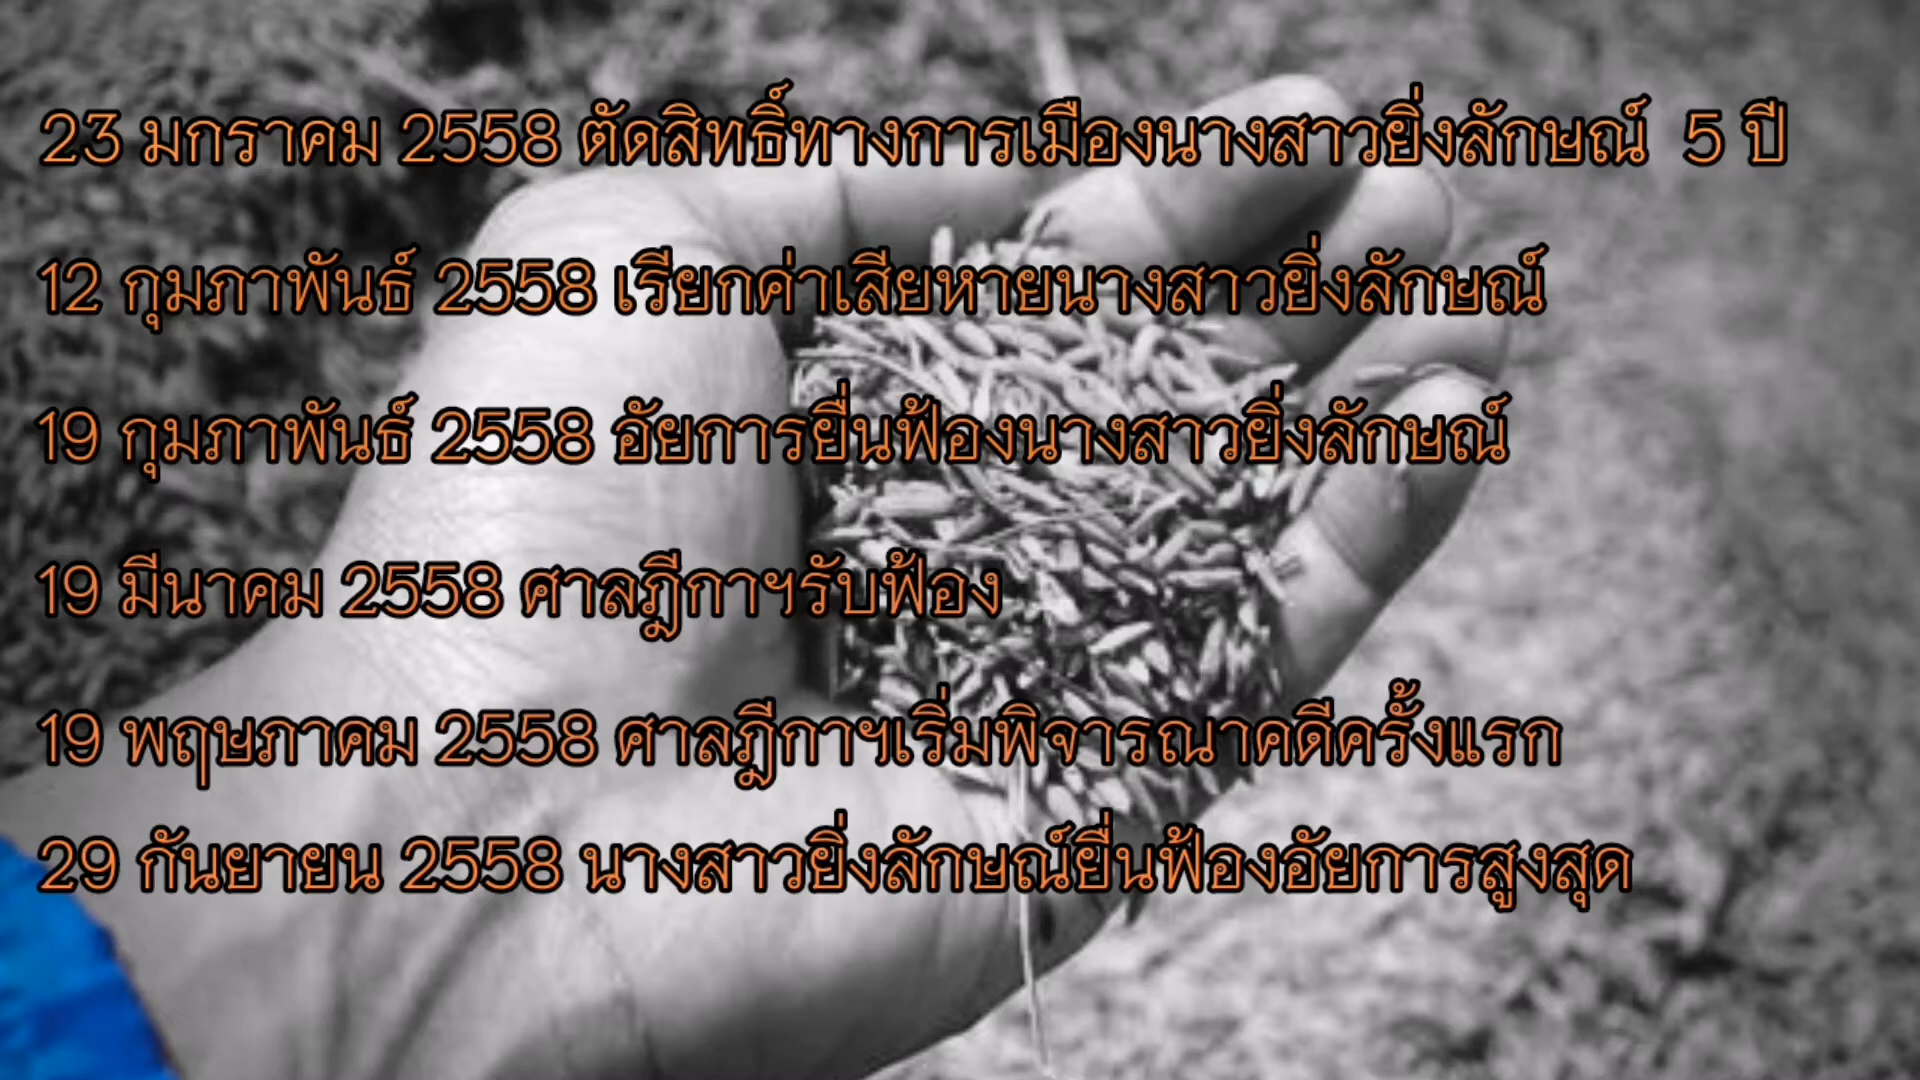 23 มกราคม 2558 ตัดสิทธิ์ทางการเมืองนางสาวยิ่งลักษณ์ 5 ปี
12 กุมภาพันธ์ 2558 เรียกค่าเสียหายนางสาวยิ่งลักษณ์
19 กุมภาพันธ์ 2558 อัยการยื่นฟ้องนางสาวยิ่งลักษณ์
19 มีนาคม 2558 ศาลฎีกาฯรับฟ้อง
19 พฤษภาคม 2558 ศาลฎีกาฯเริ่มพิจารณาคดีครั้งแรก
29 กันยายน 2558 นางสาวยิ่งลักษณ์ยื่นฟ้องอัยการสูงสุด